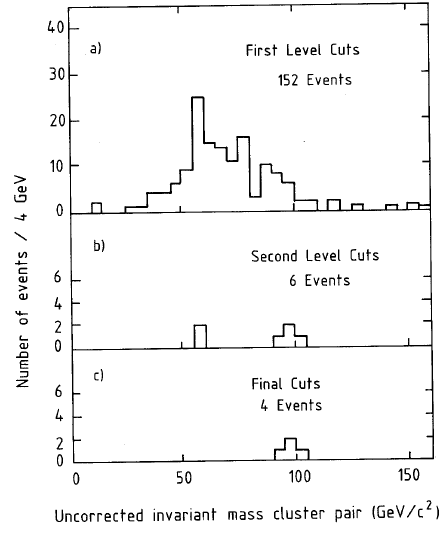 40
a)
First Level Cuts
30
152 Events
20
10
0
b)
Second Level Cuts
6
6 Events
4
2
0
c)
Final Cuts
6
4 Events
4
2
0
0
50
100
150
Number of events / 4 GeV
Uncorrected invariant mass cluster pair (GeV/c²)